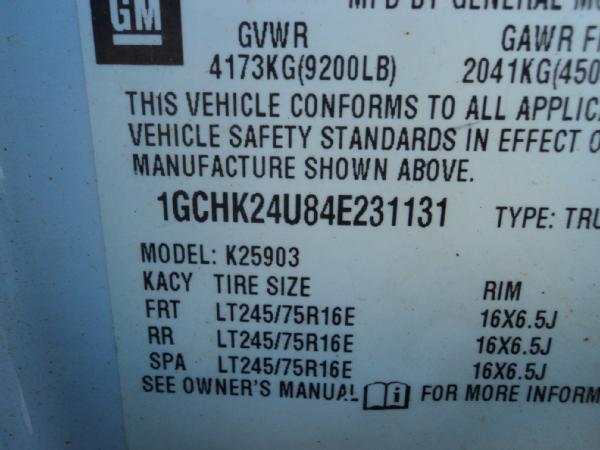 GM
MFD BY GENERAL MO
GVWR GAWR F
4173KG(9200LB) 2041KG(450
THIS VEHICLE CONFORMS TO ALL APPLIC
VEHICLE SAFETY STANDARDS IN EFFECT O
MANUFACTURE SHOWN ABOVE.
1GCHK24U84E231131 TYPE: TRU
MODEL: K25903
KACY TIRE SIZE RIM
FRT LT245/75R16E 16X6.5J
RR LT245/75R16E 16X6.5J
SPA LT245/75R16E 16X6.5J
SEE OWNER'S MANUAL i FOR MORE INFORM